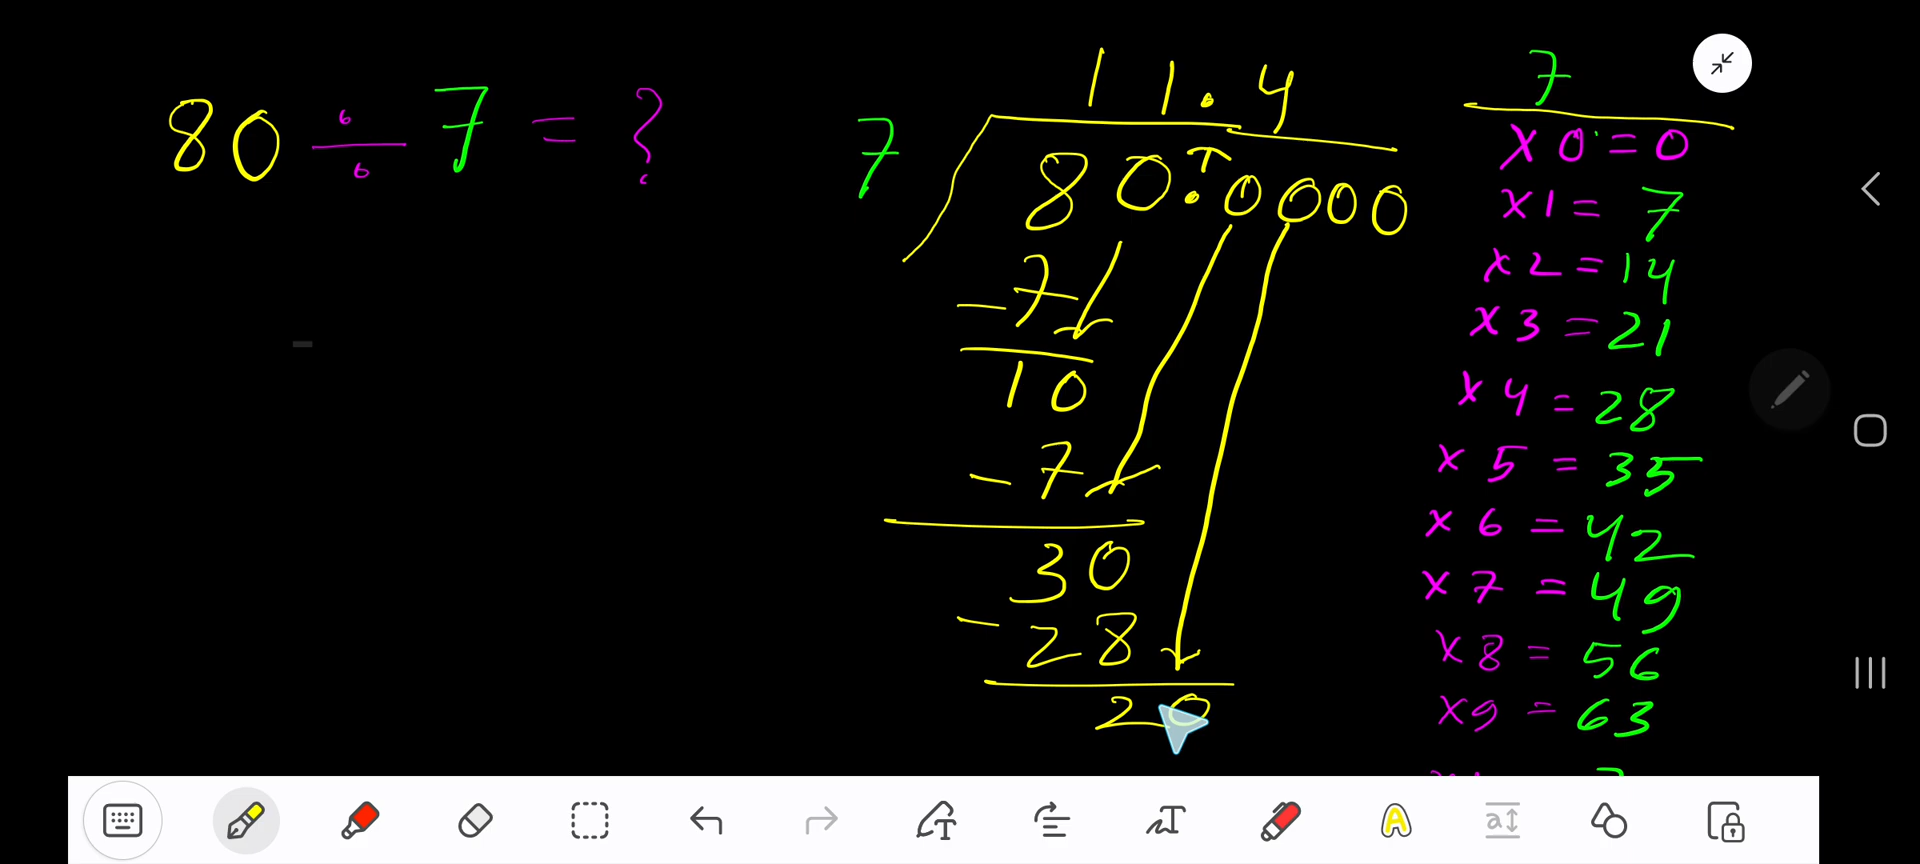 80 ÷ 7 = ?
11.4
7 80.0000
-7
10
-7
30
-28
20
7
x0=0
x1=7
x2=14
x3=21
x4=28
x5=35
x6=42
x7=49
x8=56
x9=63